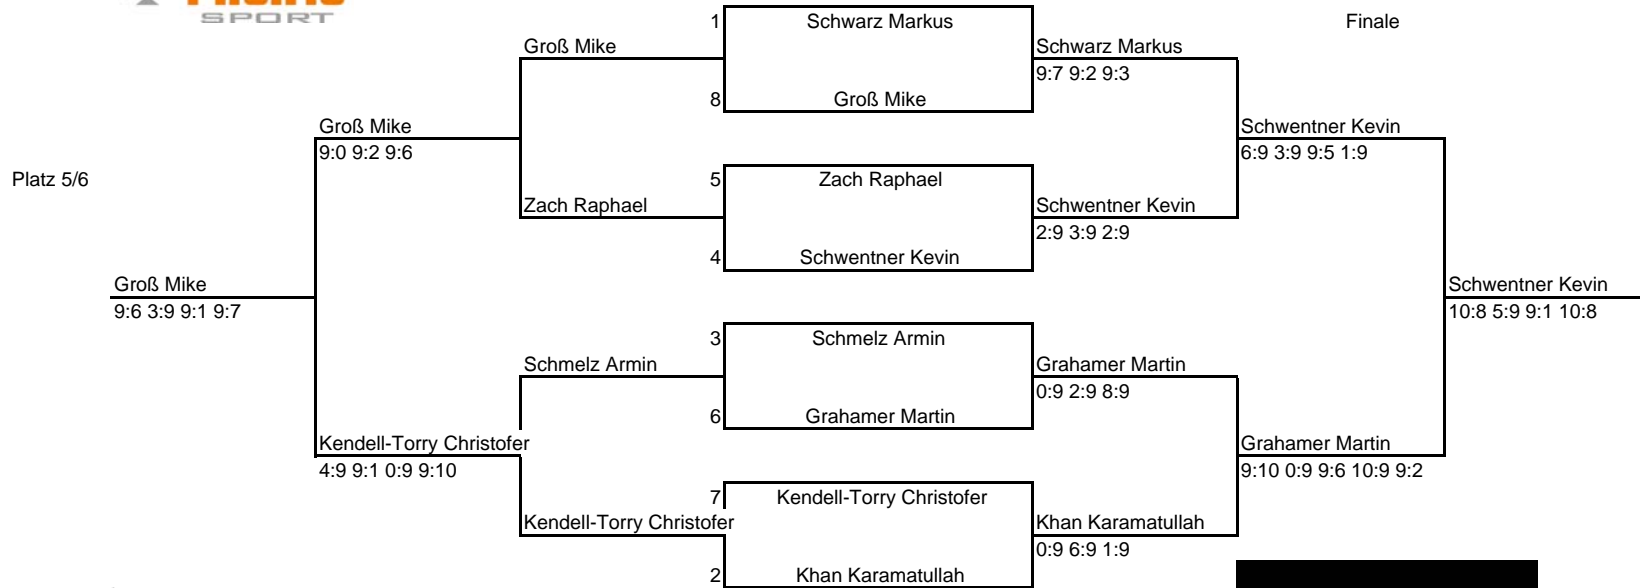 SPORT
1 Schwarz Markus Finale
Groß Mike Schwarz Markus
9:7 9:2 9:3
8 Groß Mike
Groß Mike Schwentner Kevin
9:0 9:2 9:6 6:9 3:9 9:5 1:9
Platz 5/6 5 Zach Raphael
Zach Raphael Schwentner Kevin
2:9 3:9 2:9
4 Schwentner Kevin
Groß Mike Schwentner Kevin
9:6 3:9 9:1 9:7 10:8 5:9 9:1 10:8
3 Schmelz Armin
Schmelz Armin Grahamer Martin
0:9 2:9 8:9
6 Grahamer Martin
Kendell-Torry Christofer Grahamer Martin
4:9 9:1 0:9 9:10 9:10 0:9 9:6 10:9 9:2
7 Kendell-Torry Christofer
Kendell-Torry Christofer Khan Karamatullah
0:9 6:9 1:9
2 Khan Karamatullah